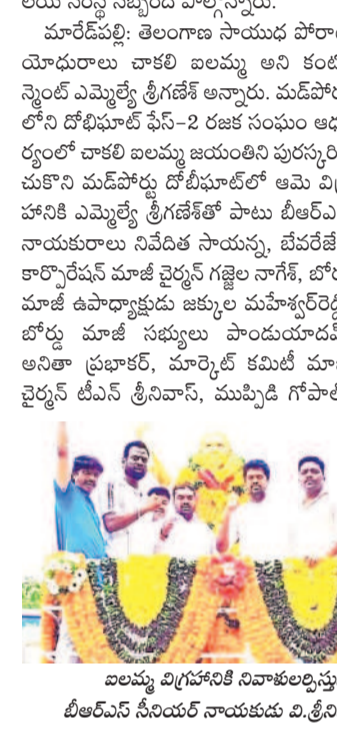 లయ సంస్థ సిబ్బంది పాల్గొన్నారు.
మారేడ్‌పల్లి: తెలంగాణ సాయుధ పోరా
యోధురాలు చాకలి ఐలమ్మ అని కంటే
న్మెంట్ ఎమ్మెల్యే శ్రీగణేశ్ అన్నారు. మడ్‌పోర్
లోని దోభిఘాట్ ఫేస్-2 రజక సంఘం ఆధ
ర్యంలో చాకలి ఐలమ్మ జయంతిని పురస్కరి
చుకొని మడ్‌పోర్టు దోబీఘాట్‌లో ఆమె విగ్ర
హానికి ఎమ్మెల్యే శ్రీగణేశ్‌తో పాటు బీఆర్ఎ
నాయకురాలు నివేదిత సాయన్న, బేవరేజే
కార్పొరేషన్ మాజీ చైర్మన్ గజ్జెల నాగేశ్, బోర
మాజీ ఉపాధ్యాక్షుడు జక్కుల మహేశ్వర్‌రెడ్డి
బోర్డు మాజీ సభ్యులు పాండుయాదవ్
అనితా ప్రభాకర్, మార్కెట్ కమిటీ మా
చైర్మన్ టీఎన్ శ్రీనివాస్, ముప్పిడి గోపాల్
ఐలమ్మ విగ్రహానికి నివాళులర్పిస్తు
బీఆర్ఎస్ సీనియర్ నాయకుడు వి.శ్రీని